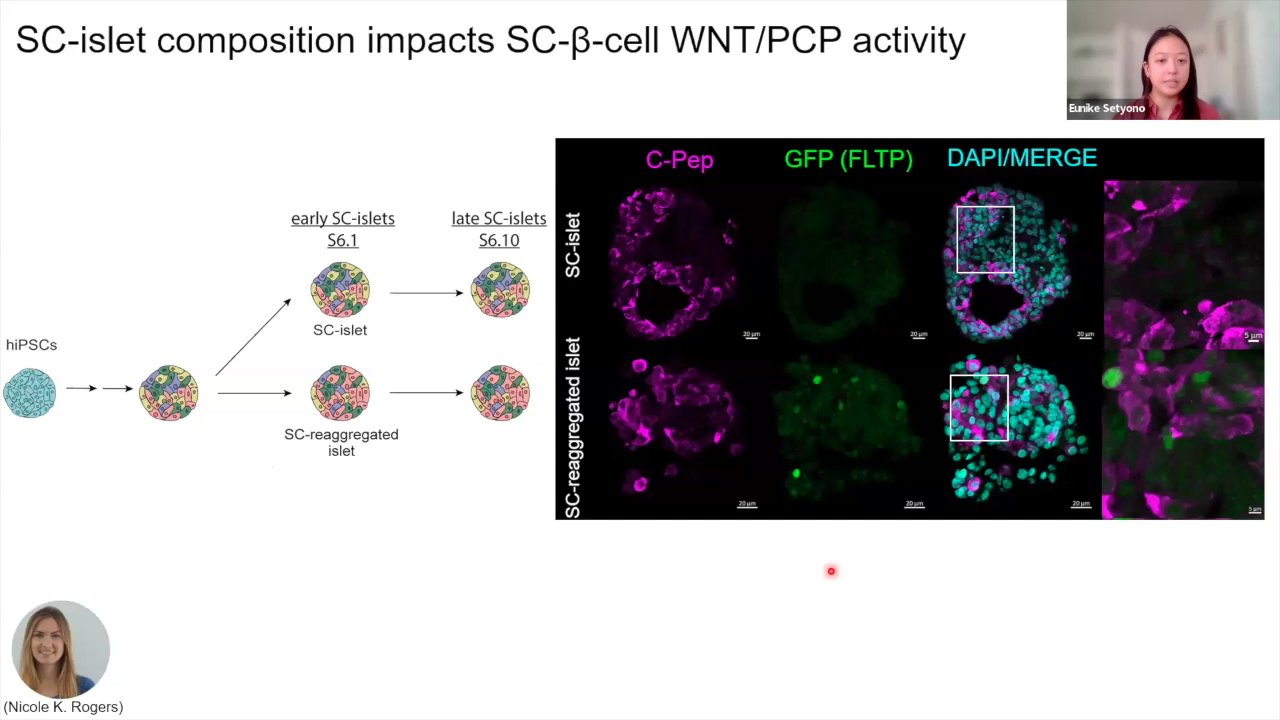 SC-islet composition impacts SC-β-cell WNT/PCP activity
Eunike Setyono
early SC-islets
S6.1
late SC-islets
S6.10
SC-islet
hiPSCs
SC-reaggregated
islet
C-Pep
GFP (FLTP)
DAPI/MERGE
SC-islet
20 µm
20 µm
20 µm
5 µm
SC-reaggregated islet
20 µm
20 µm
20 µm
5 µm
(Nicole K. Rogers)